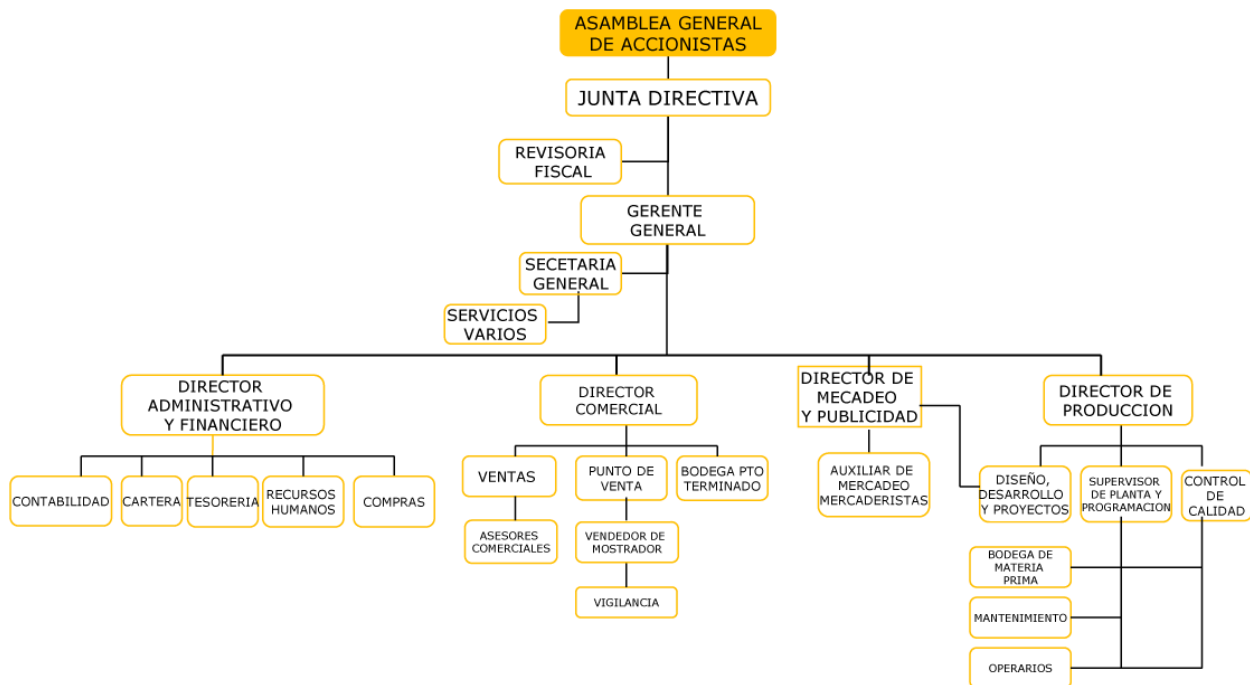 ASAMBLEA GENERAL
DE ACCIONISTAS
JUNTA DIRECTIVA
REVISORIA
FISCAL
GERENTE
GENERAL
SECETARIA
GENERAL
SERVICIOS
VARIOS
DIRECTOR
ADMINISTRATIVO
Y FINANCIERO
DIRECTOR
COMERCIAL
DIRECTOR DE
MECADEO
Y PUBLICIDAD
DIRECTOR DE
PRODUCCION
CONTABILIDAD
CARTERA
TESORERIA
RECURSOS
HUMANOS
COMPRAS
VENTAS
PUNTO DE
VENTA
BODEGA PTO
TERMINADO
AUXILIAR DE
MERCADEO
MERCADERISTAS
DISEÑO,
DESARROLLO
Y PROYECTOS
SUPERVISOR
DE PLANTA Y
PROGRAMACION
CONTROL
DE
CALIDAD
ASESORES
COMERCIALES
VENDEDOR DE
MOSTRADOR
VIGILANCIA
BODEGA DE
MATERIA
PRIMA
MANTENIMIENTO
OPERARIOS